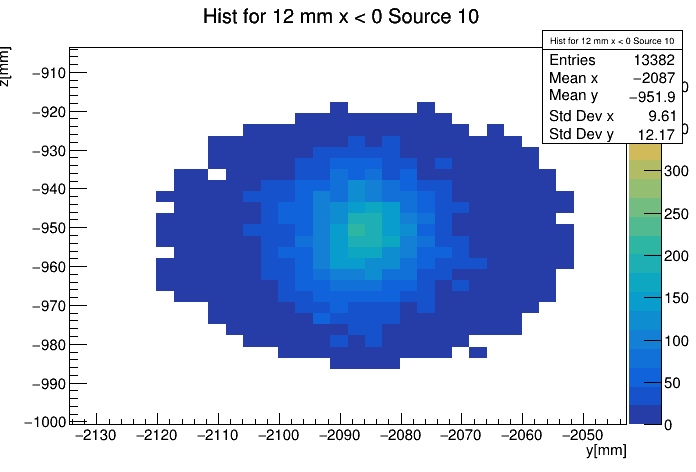 Hist for 12 mm x < 0 Source 10
z[mm]
Hist for 12 mm x < 0 Source 10
Entries 13382
Mean x −2087
Mean y −951.9
Std Dev x 9.61
Std Dev y 12.17
−910
−920
−930
−940
−950
−960
−970
−980
−990
−1000
0
350
300
250
200
150
100
50
0
−2130 −2120 −2110 −2100 −2090 −2080 −2070 −2060 −2050
y[mm]